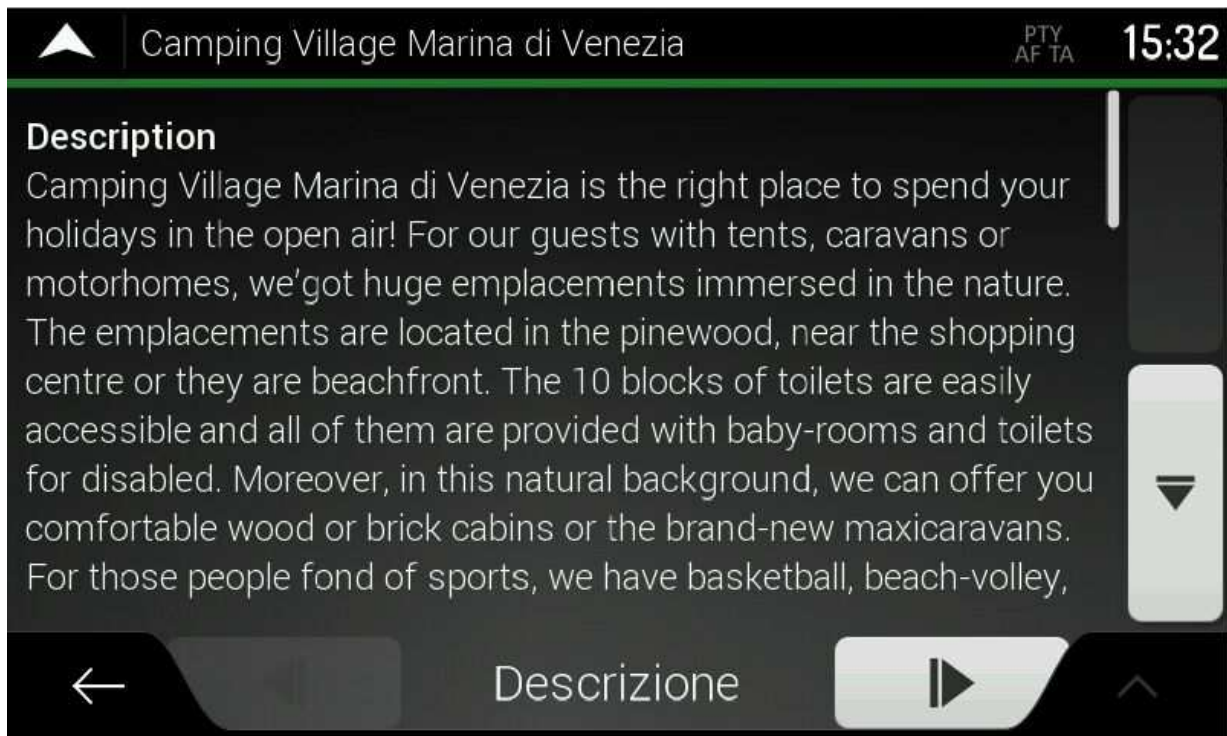 Camping Village Marina di Venezia
PTY
AF TA
15:32
Description
Camping Village Marina di Venezia is the right place to spend your
holidays in the open air! For our guests with tents, caravans or
motorhomes, we'got huge emplacements immersed in the nature.
The emplacements are located in the pinewood, near the shopping
centre or they are beachfront. The 10 blocks of toilets are easily
accessible and all of them are provided with baby-rooms and toilets
for disabled. Moreover, in this natural background, we can offer you
comfortable wood or brick cabins or the brand-new maxicaravans.
For those people fond of sports, we have basketball, beach-volley,
Descrizione